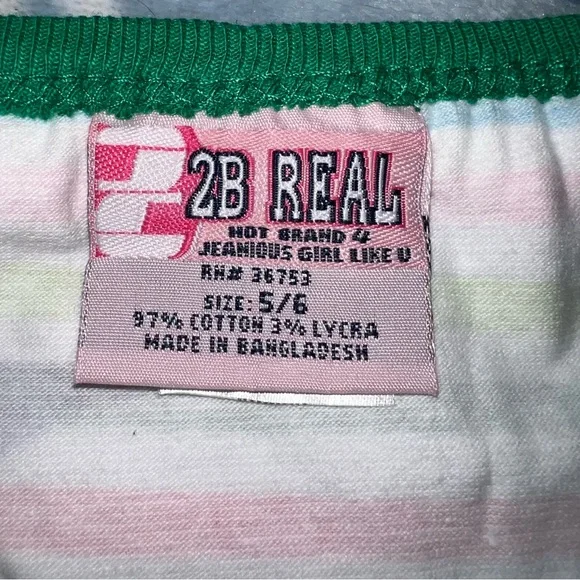 2B REAL
HOT BRAND 4
JEANIOUS GIRL LIKE U
RN# 36753
SIZE: 5/6
97% COTTON 3% LYCRA
MADE IN BANGLADESH